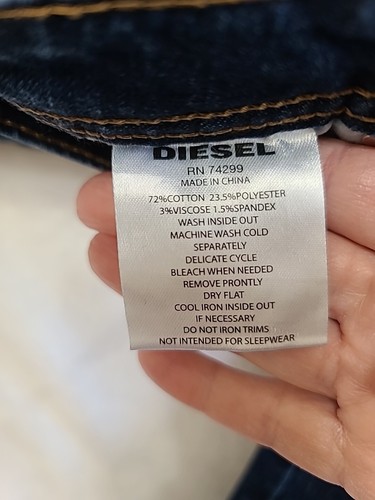 DIESEL
RN 74299
MADE IN CHINA
72%COTTON 23.5%POLYESTER
3%VISCOSE 1.5%SPANDEX
WASH INSIDE OUT
MACHINE WASH COLD
SEPARATELY
DELICATE CYCLE
BLEACH WHEN NEEDED
REMOVE PRONTLY
DRY FLAT
COOL IRON INSIDE OUT
IF NECESSARY
DO NOT IRON TRIMS
NOT INTENDED FOR SLEEPWEAR